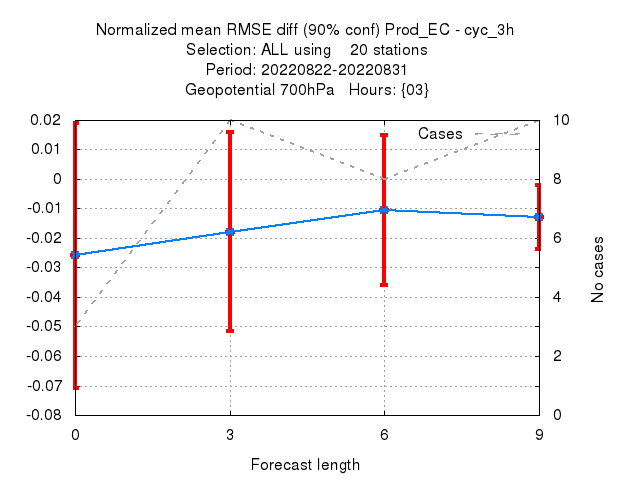 Normalized mean RMSE diff (90% conf) Prod_EC - cyc_3h
Selection: ALL using    20 stations
Period: 20220822-20220831
Geopotential 700hPa   Hours: {03}
Cases
0.02
0.01
0
-0.01
-0.02
-0.03
-0.04
-0.05
-0.06
-0.07
-0.08
10
8
6
4
2
0
No cases
0 3 6 9
Forecast length